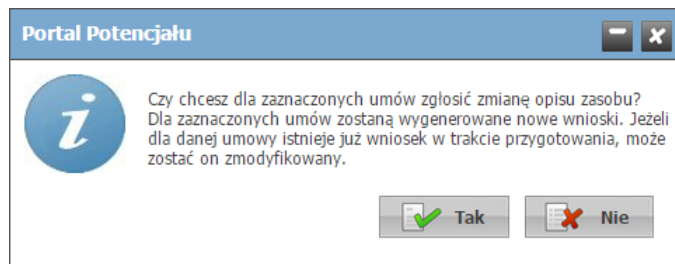 Portal Potencjału
Czy chcesz dla zaznaczonych umów zgłosić zmianę opisu zasobu?
Dla zaznaczonych umów zostaną wygenerowane nowe wnioski. Jeżeli
dla danej umowy istnieje już wniosek w trakcie przygotowania, może
zostać on zmodyfikowany.
Tak
Nie